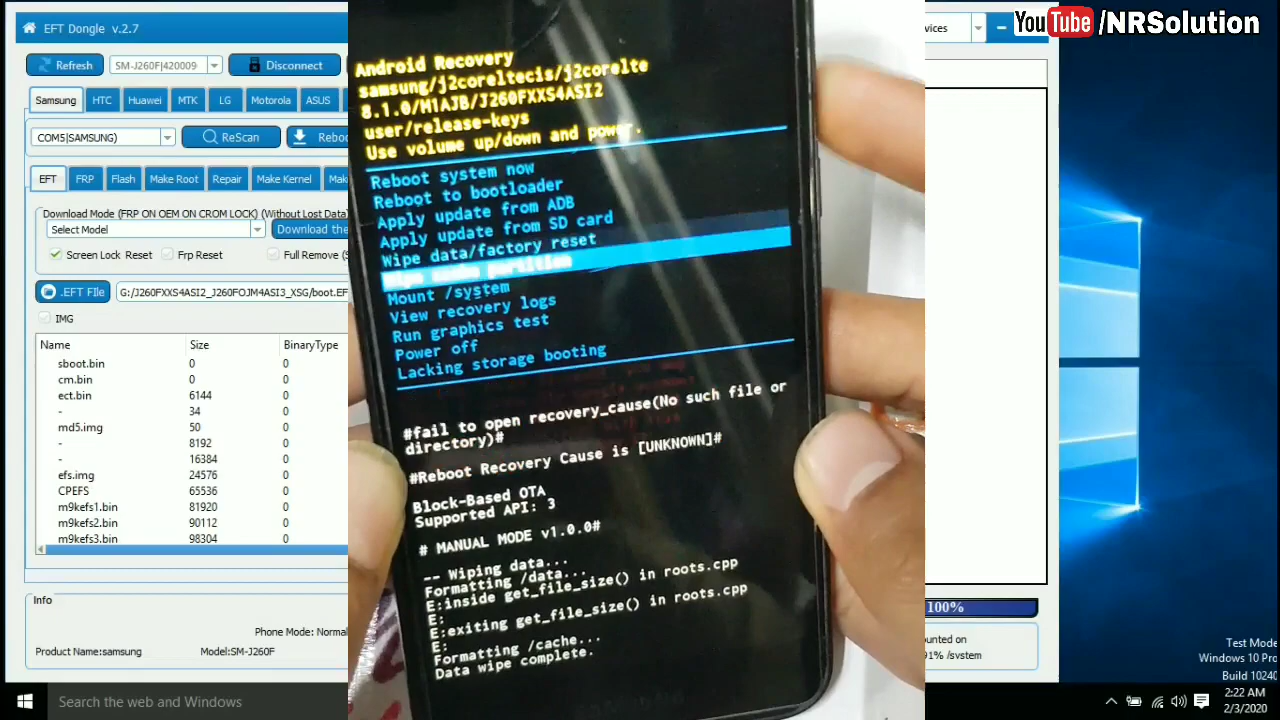 EFT Dongle v.2.7
Refresh
SM-J260F|420009
Disconnect
vices
YouTube /NRSolution
Samsung
HTC
Huawei
MTK
LG
Motorola
ASUS
COM5|SAMSUNG)
ReScan
Reboo
EFT
FRP
Flash
Make Root
Repair
Make Kernel
Mak
Download Mode (FRP ON OEM ON CROM LOCK) (Without Lost Data)
Select Model
Download the
Screen Lock Reset
Frp Reset
Full Remove (S
.EFT FIle
G:/J260FXXS4ASI2_J260FOJM4ASI3_XSG/boot.EF
IMG
Name Size BinaryType
sboot.bin 0 0
cm.bin 0 0
ect.bin 6144 0
- 34 0
md5.img 50 0
- 8192 0
- 16384 0
efs.img 24576 0
CPEFS 65536 0
m9kefs1.bin 81920 0
m9kefs2.bin 90112 0
m9kefs3.bin 98304 0
Info
Phone Mode: Normal
Product Name:samsung Model:SM-J260F
Android Recovery
samsung/j2coreltecis/j2corelte
8.1.0/M1AJB/J260FXXS4ASI2
user/release-keys
Use volume up/down and power.
Reboot system now
Reboot to bootloader
Apply update from ADB
Apply update from SD card
Wipe data/factory reset
Wipe cache partition
Mount /system
View recovery logs
Run graphics test
Power off
Lacking storage booting
#fail to open recovery_cause(No such file or
directory)#
#Reboot Recovery Cause is [UNKNOWN]#
Block-Based OTA
Supported API: 3
# MANUAL MODE v1.0.0#
-- Wiping data...
Formatting /data...
E:inside get_file_size() in roots.cpp
E:
E:exiting get_file_size() in roots.cpp
E:
Formatting /cache...
Data wipe complete.
100%
ounted on
91% /system
Test Mode
Windows 10 Pro
Build 10240
Search the web and Windows
2:22 AM
2/3/2020